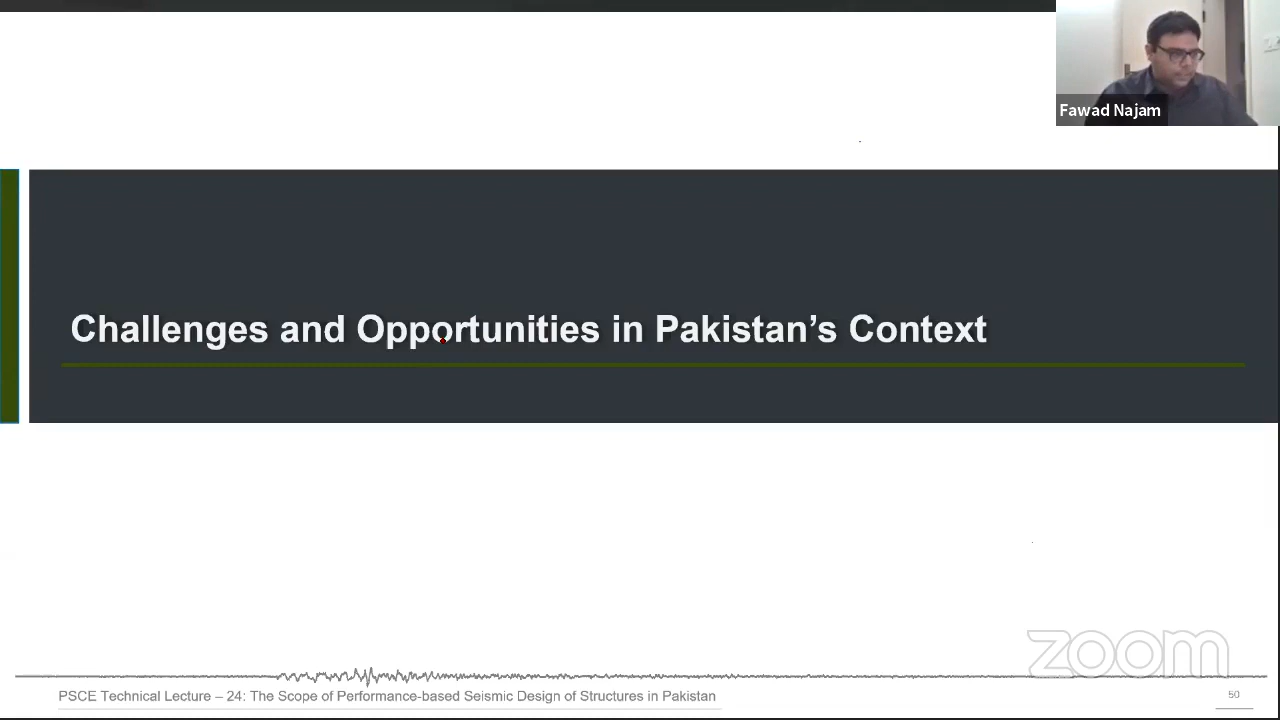 Fawad Najam
Challenges and Opportunities in Pakistan’s Context
zoom
PSCE Technical Lecture – 24: The Scope of Performance-based Seismic Design of Structures in Pakistan
50